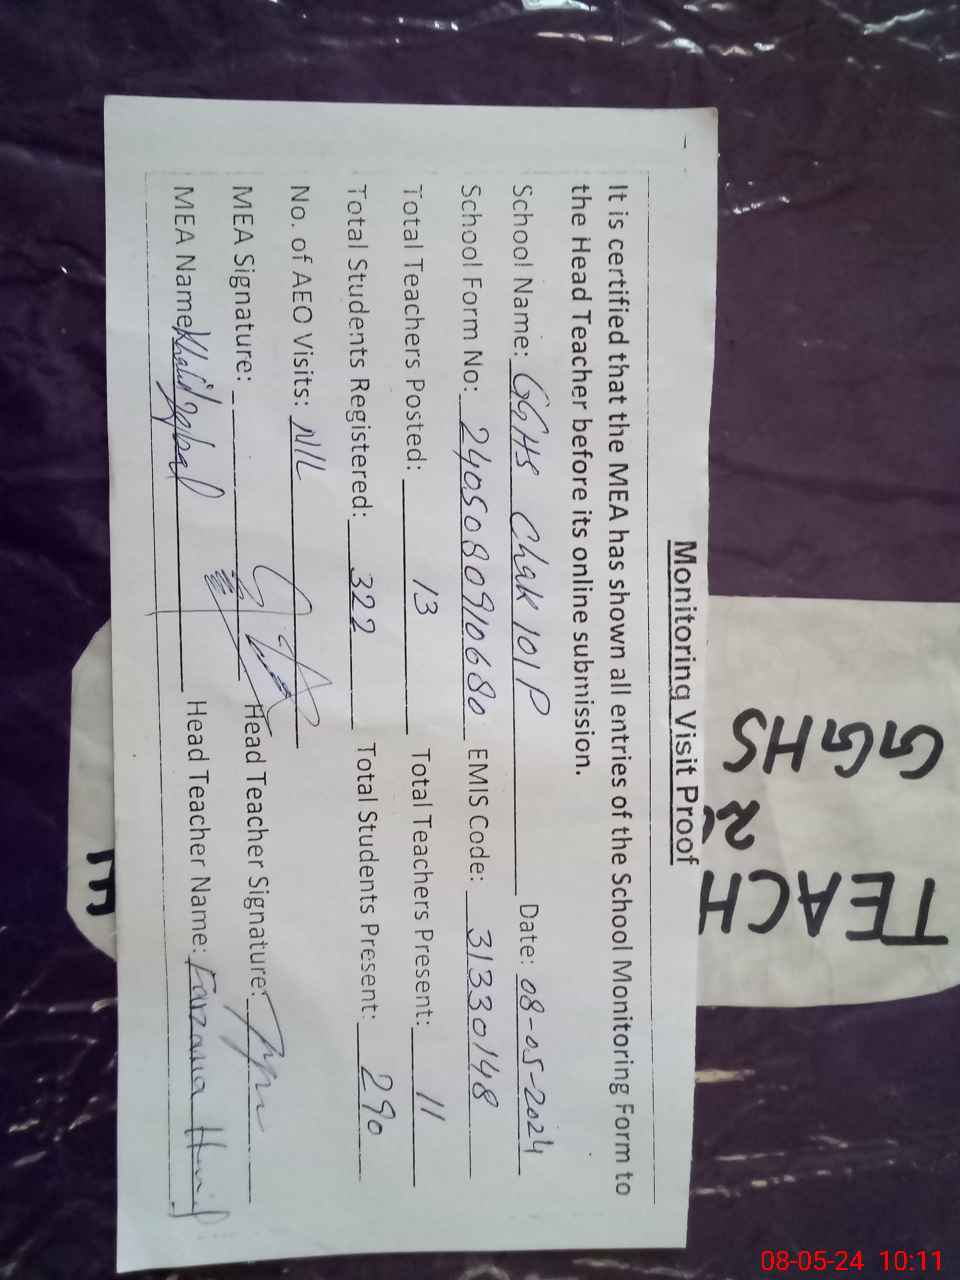 Monitoring Visit Proof
It is certified that the MEA has shown all entries of the School Monitoring Form to
the Head Teacher before its online submission.
School Name: GGHS Chak 101P Date: 08-05-2024
School Form No: 2405080910680 EMIS Code: 31330148
Total Teachers Posted: 13 Total Teachers Present: 11
Total Students Registered: 322 Total Students Present: 290
No. of AEO Visits: NIL
MEA Signature: Head Teacher Signature:
MEA Name: Khalid Iqbal Head Teacher Name: Farzana Hamid
GGHS
TEACH
08-05-24 10:11